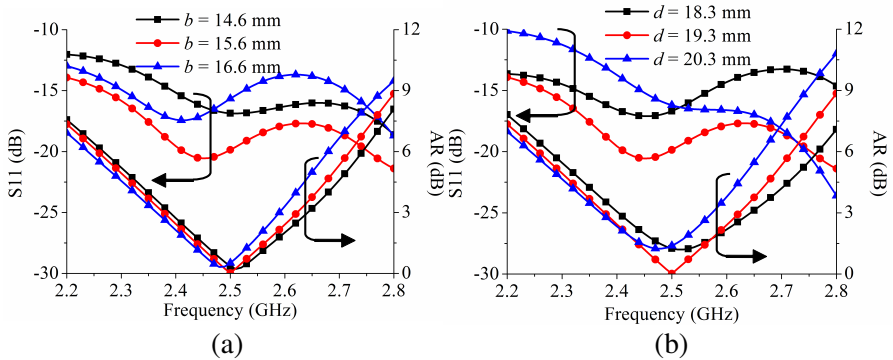 b = 14.6 mm
b = 15.6 mm
b = 16.6 mm
-10
-15
-20
-25
-30
S11 (dB)
12
9
6
3
0
AR (dB)
2.2 2.3 2.4 2.5 2.6 2.7 2.8
Frequency (GHz)
(a)
d = 18.3 mm
d = 19.3 mm
d = 20.3 mm
-10
-15
-20
-25
-30
S11 (dB)
12
9
6
3
0
AR (dB)
2.2 2.3 2.4 2.5 2.6 2.7 2.8
Frequency (GHz)
(b)